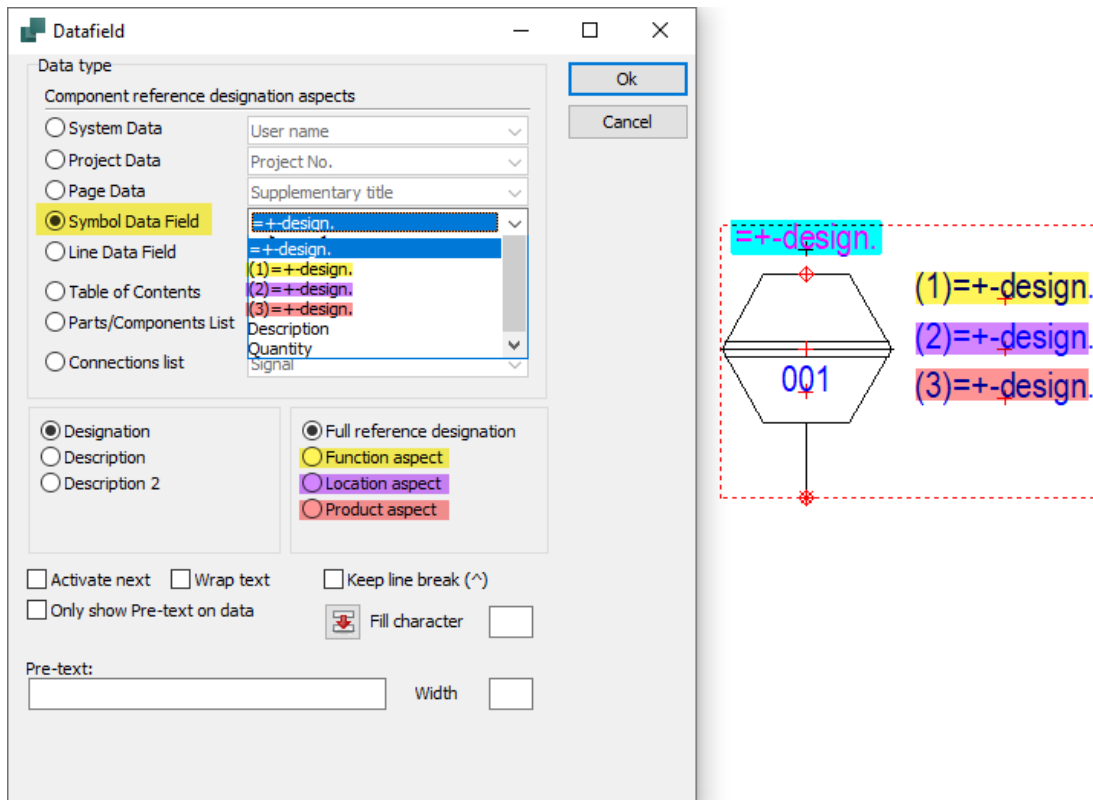 Datafield
Data type
Component reference designation aspects
System Data
User name
Project Data
Project No.
Page Data
Supplementary title
Symbol Data Field
=+-design.
Line Data Field
=+-design.
(1)=+-design.
Table of Contents
(2)=+-design.
(3)=+-design.
Parts/Components List
Description
Quantity
Connections list
Signal
Ok
Cancel
Designation
Description
Description 2
Full reference designation
Function aspect
Location aspect
Product aspect
Activate next
Wrap text
Keep line break (^)
Only show Pre-text on data
Fill character
Pre-text:
Width
=+-design.
001
(1)=+-design.
(2)=+-design.
(3)=+-design.